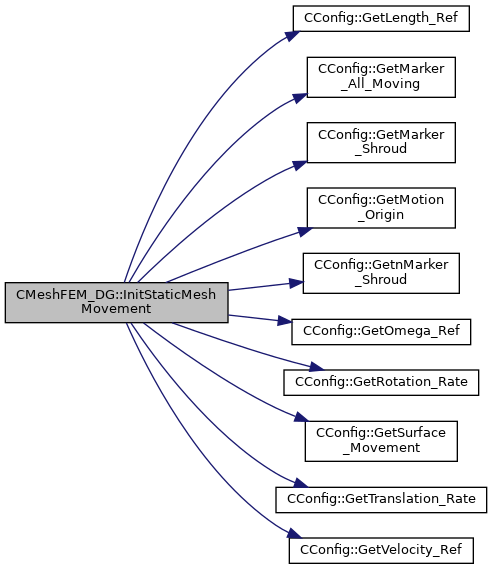 CMeshFEM_DG::InitStaticMesh
Movement
CConfig::GetLength_Ref
CConfig::GetMarker
_All_Moving
CConfig::GetMarker
_Shroud
CConfig::GetMotion
_Origin
CConfig::GetnMarker
_Shroud
CConfig::GetOmega_Ref
CConfig::GetRotation_Rate
CConfig::GetSurface
_Movement
CConfig::GetTranslation_Rate
CConfig::GetVelocity_Ref